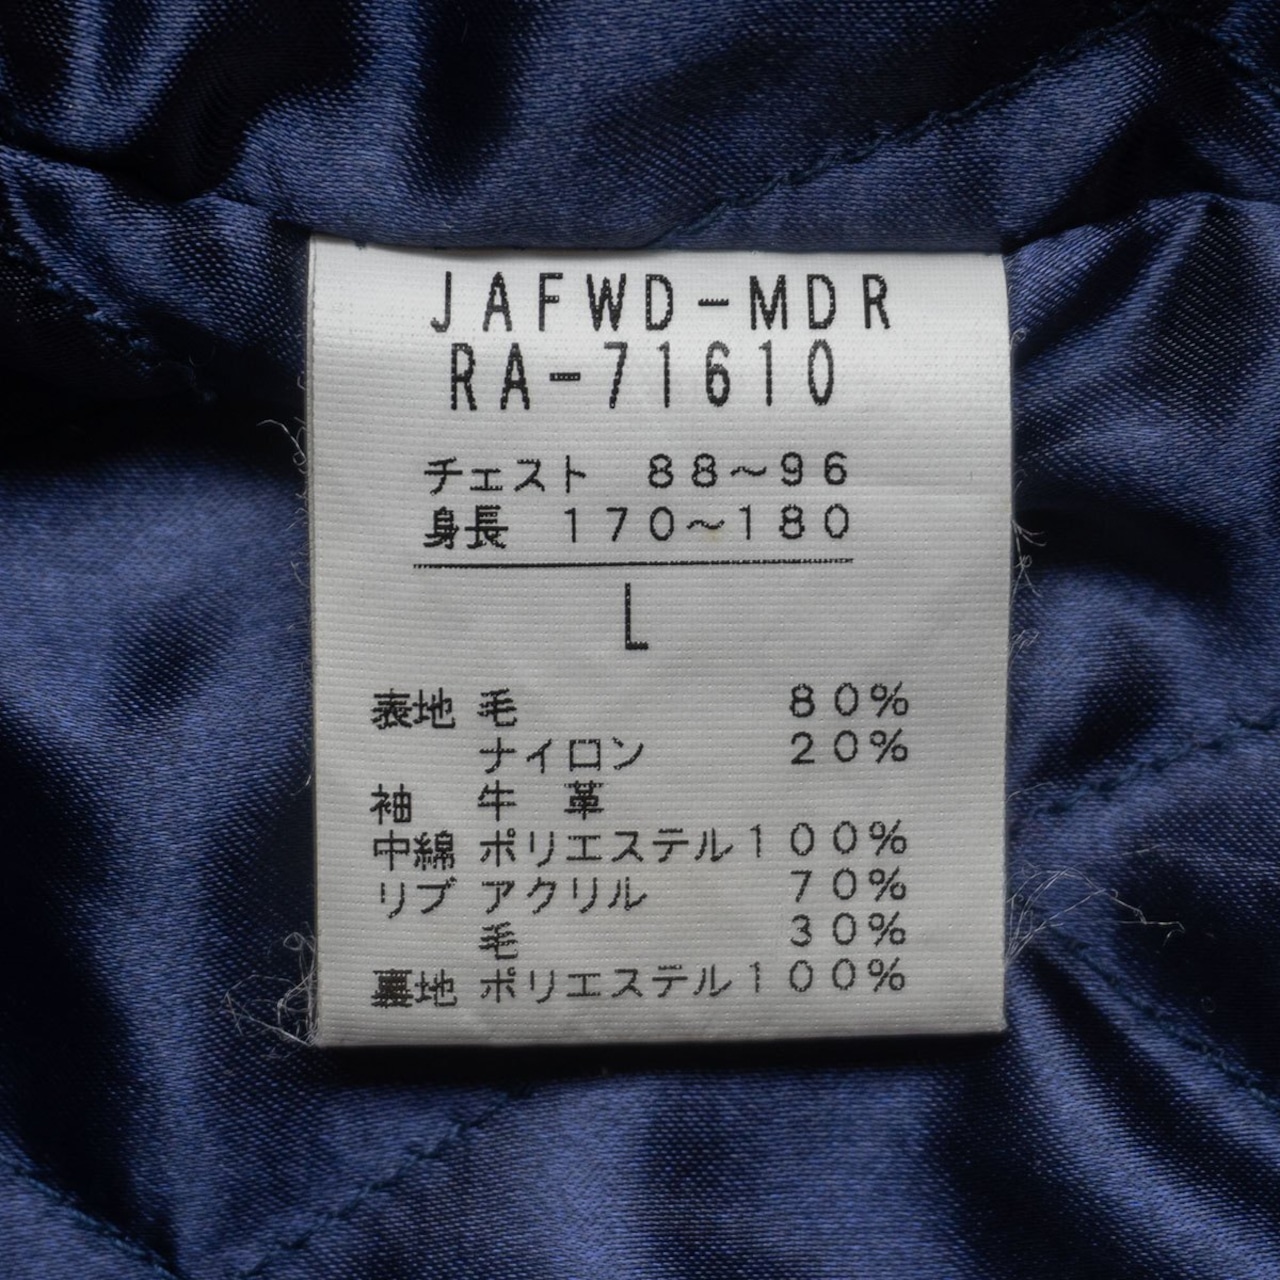 JAFWD-MDR
RA-71610
チェスト 88～96
身長 170～180
L
表地 毛 80%
ナイロン 20%
袖 牛 革
中綿 ポリエステル100%
リブ アクリル 70%
毛 30%
裏地 ポリエステル100%